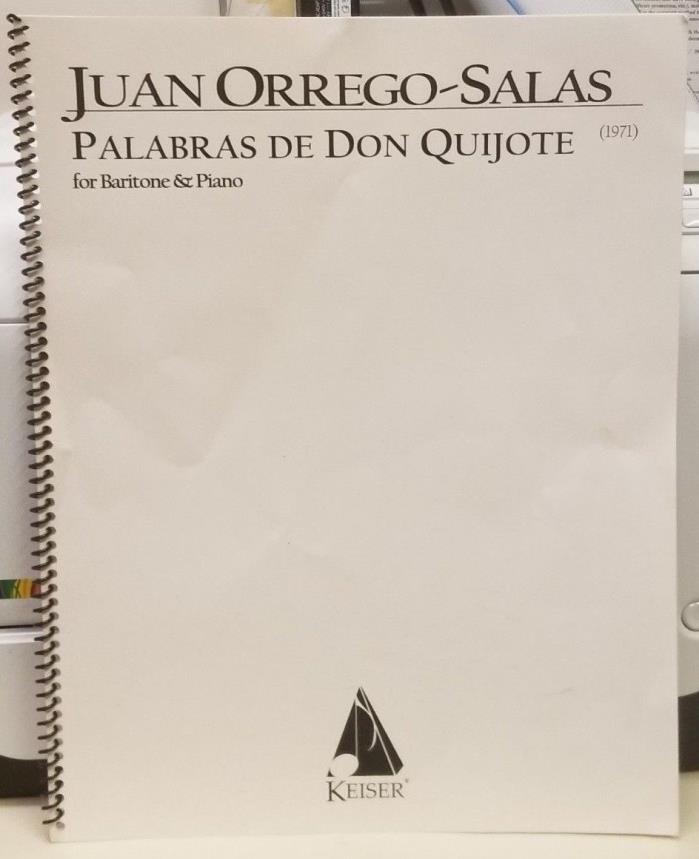 JUAN ORREGO-SALAS
PALABRAS DE DON QUIJOTE (1971)
for Baritone & Piano
KEISER®